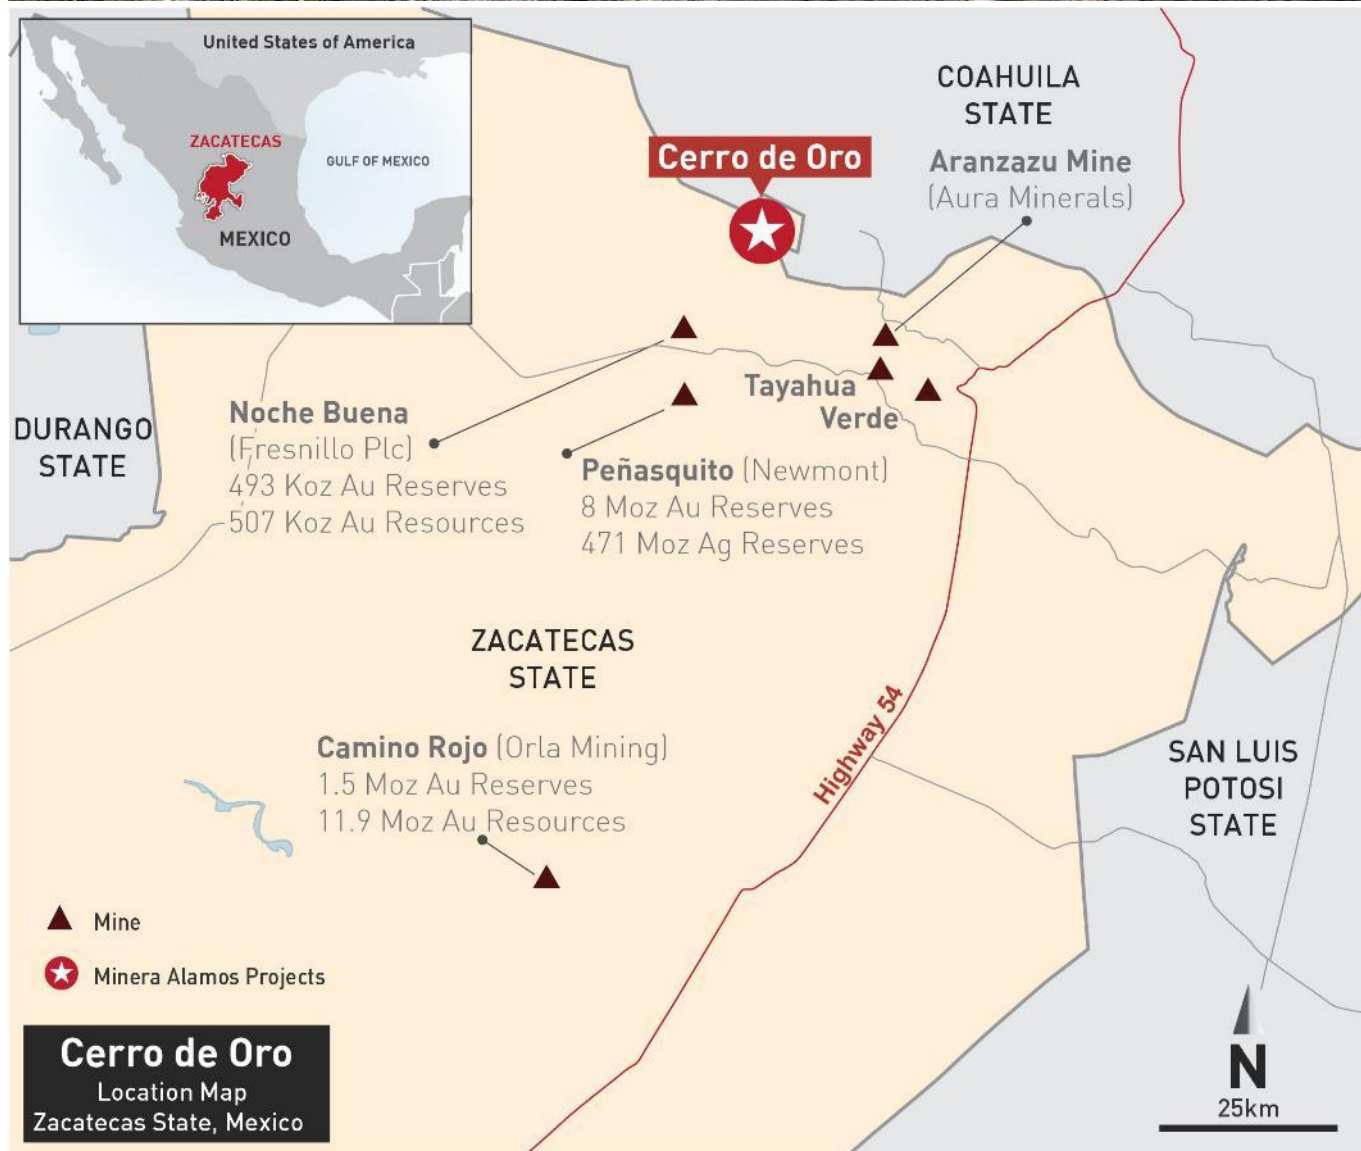 United States of America
ZACATECAS
GULF OF MEXICO
MEXICO
COAHUILA
STATE
Cerro de Oro
Aranzazu Mine
(Aura Minerals)
DURANGO
STATE
Noche Buena
(Fresnillo Plc)
493 Koz Au Reserves
507 Koz Au Resources
Tayahua
Verde
Peñasquito (Newmont)
8 Moz Au Reserves
471 Moz Ag Reserves
ZACATECAS
STATE
Highway 54
Camino Rojo (Orla Mining)
1.5 Moz Au Reserves
11.9 Moz Au Resources
SAN LUIS
POTOSI
STATE
Mine
Minera Alamos Projects
Cerro de Oro
Location Map
Zacatecas State, Mexico
N
25km